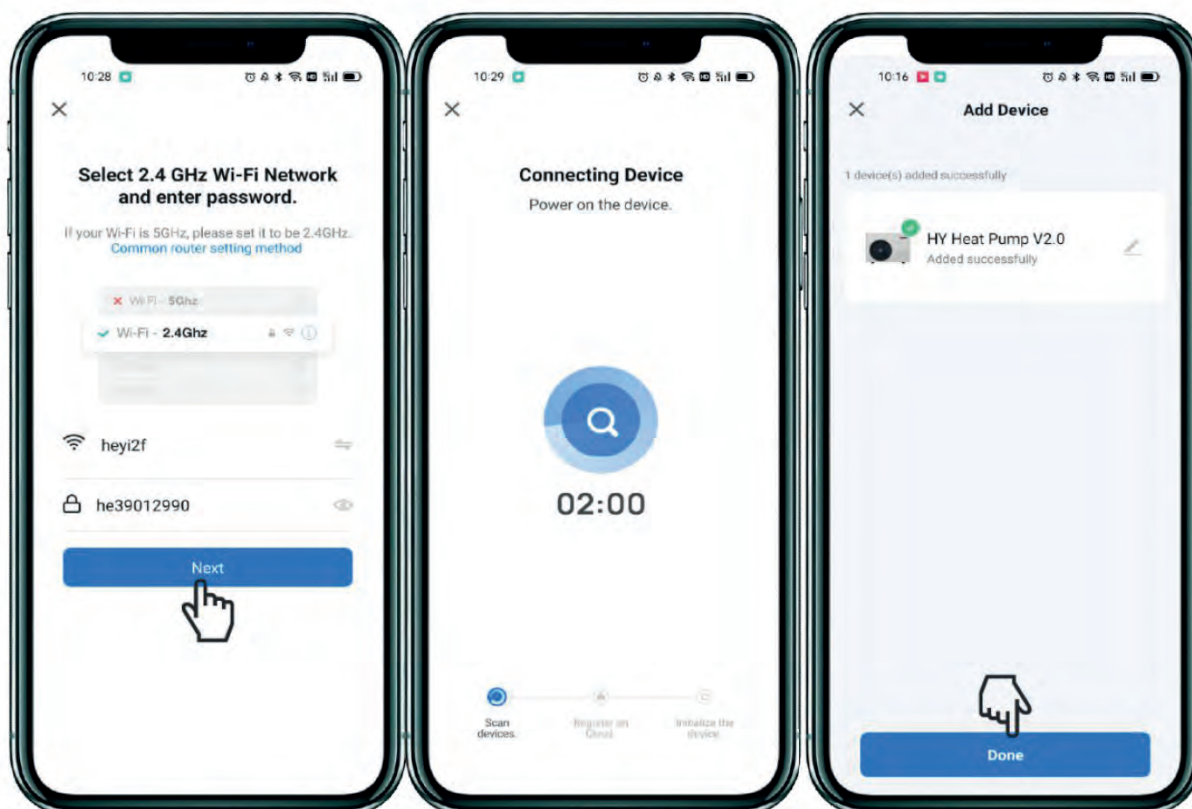 10:28
Select 2.4 GHz Wi-Fi Network
and enter password.
If your Wi-Fi is 5GHz, please set it to be 2.4GHz.
Common router setting method
Wi-Fi - 5Ghz
Wi-Fi - 2.4Ghz
heyi2f
he39012990
Next
10:29
Connecting Device
Power on the device.
02:00
Scan
devices.
Register on
Cloud.
Initialize the
device.
10:16
Add Device
1 device(s) added successfully
HY Heat Pump V2.0
Added successfully
Done